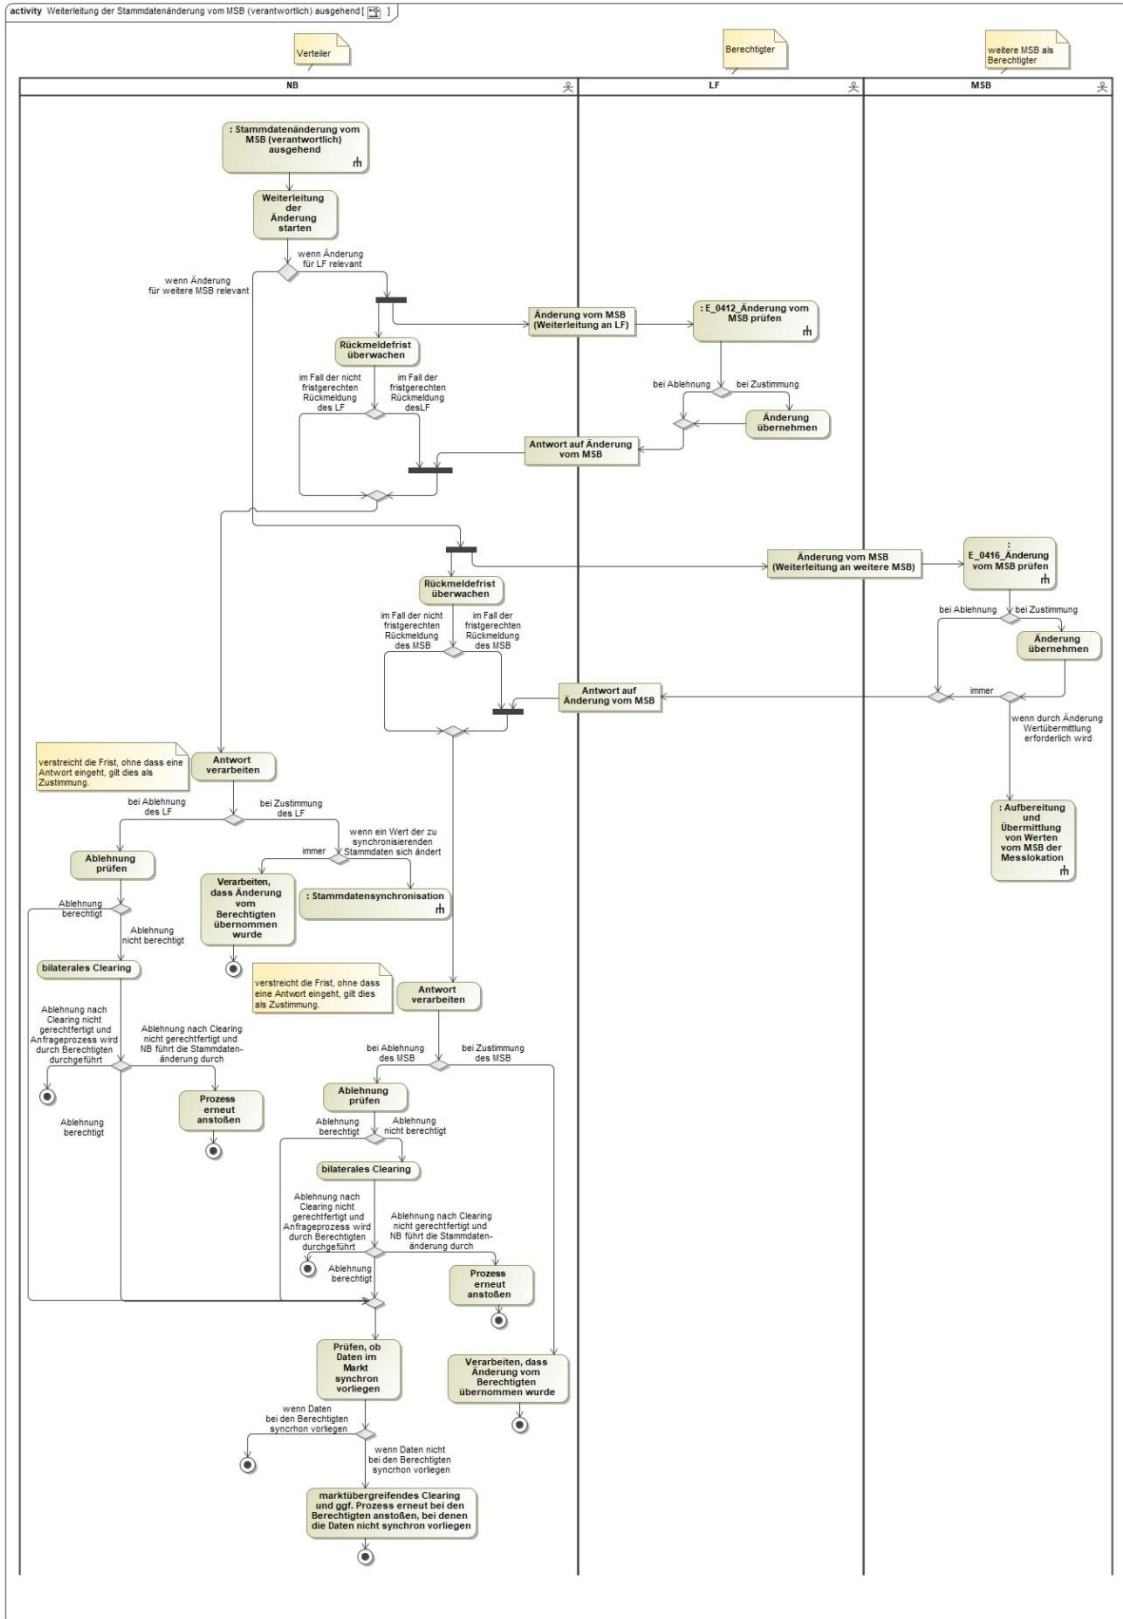 activity Weiterleitung der Stammdatenänderung vom MSB (verantwortlich) ausgehend [ ]
Verteiler
Berechtigter
weitere MSB als
Berechtigter
NB
LF
MSB
: Stammdatenänderung vom
MSB (verantwortlich)
ausgehend
Weiterleitung
der
Änderung
starten
wenn Änderung
für LF relevant
wenn Änderung
für weitere MSB relevant
Änderung vom MSB
(Weiterleitung an LF)
: E_0412_Änderung vom
MSB prüfen
Rückmeldefrist
überwachen
im Fall der nicht
fristgerechten
Rückmeldung
des LF
im Fall der
fristgerechten
Rückmeldung
desLF
bei Ablehnung
bei Zustimmung
Änderung
übernehmen
Antwort auf Änderung
vom MSB
Änderung vom MSB
(Weiterleitung an weitere MSB)
:
E_0416_Änderung
vom MSB prüfen
Rückmeldefrist
überwachen
im Fall der nicht
fristgerechten
Rückmeldung
des MSB
im Fall der
fristgerechten
Rückmeldung
des MSB
bei Ablehnung
bei Zustimmung
Änderung
übernehmen
Antwort auf
Änderung vom MSB
immer
wenn durch Änderung
Wertübermittlung
erforderlich wird
verstreicht die Frist, ohne dass eine
Antwort eingeht, gilt dies als
Zustimmung.
Antwort
verarbeiten
: Aufbereitung
und
Übermittlung
von Werten
vom MSB der
Messlokation
bei Ablehnung
des LF
bei Zustimmung
des LF
wenn ein Wert der zu
synchronisierenden
Stammdaten sich ändert
immer
Ablehnung
prüfen
Verarbeiten,
dass Änderung
vom
Berechtigten
übernommen
wurde
: Stammdatensynchronisation
Ablehnung
berechtigt
Ablehnung
nicht berechtigt
bilaterales Clearing
verstreicht die Frist, ohne dass
eine Antwort eingeht, gilt dies
als Zustimmung.
Antwort
verarbeiten
Ablehnung nach
Clearing nicht
gerechtfertigt und
Anfrageprozess wird
durch Berechtigten
durchgeführt
Ablehnung nach Clearing
nicht gerechtfertigt und
NB führt die Stammdaten-
änderung durch
bei Ablehnung
des MSB
bei Zustimmung
des MSB
Prozess
erneut
anstoßen
Ablehnung
prüfen
Ablehnung
berechtigt
Ablehnung
berechtigt
Ablehnung
nicht berechtigt
bilaterales Clearing
Ablehnung nach
Clearing nicht
gerechtfertigt und
Anfrageprozess wird
durch Berechtigten
durchgeführt
Ablehnung nach Clearing
nicht gerechtfertigt und
NB führt die Stammdaten-
änderung durch
Ablehnung
berechtigt
Prozess
erneut
anstoßen
Prüfen, ob
Daten im
Markt
synchron
vorliegen
Verarbeiten, dass
Änderung vom
Berechtigten
übernommen wurde
wenn Daten
bei den Berechtigten
syncrhon vorliegen
wenn Daten nicht
bei den Berechtigten
syncrhon vorliegen
marktübergreifendes Clearing
und ggf. Prozess erneut bei den
Berechtigten anstoßen, bei denen
die Daten nicht synchron vorliegen